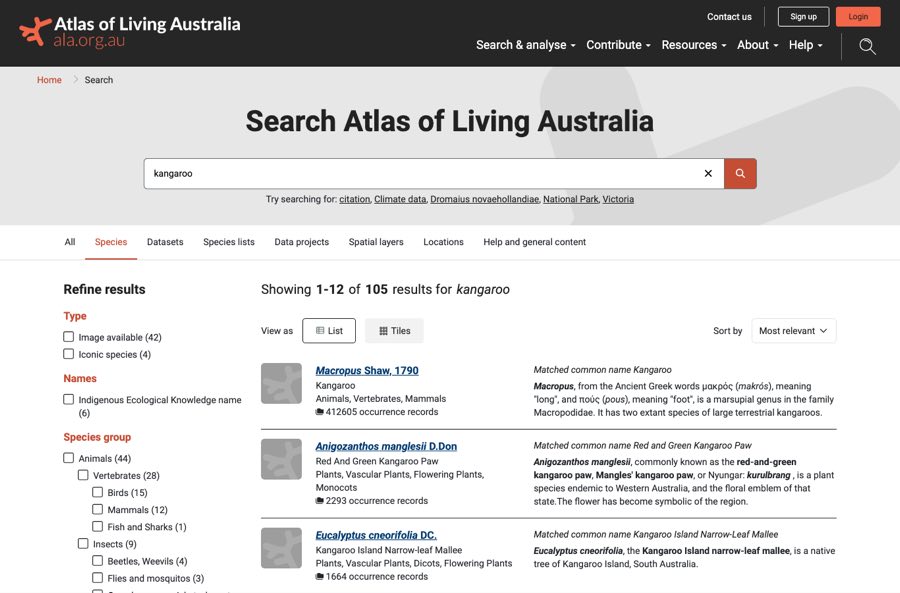 Atlas of Living Australia
ala.org.au
Contact us
Sign up
Login
Search & analyse
Contribute
Resources
About
Help
Home
Search
Search Atlas of Living Australia
kangaroo
Try searching for: citation, Climate data, Dromaius novaehollandiae, National Park, Victoria
All
Species
Datasets
Species lists
Data projects
Spatial layers
Locations
Help and general content
Refine results
Type
Image available (42)
Iconic species (4)
Names
Indigenous Ecological Knowledge name
(6)
Species group
Animals (44)
Vertebrates (28)
Birds (15)
Mammals (12)
Fish and Sharks (1)
Insects (9)
Beetles, Weevils (4)
Flies and mosquitos (3)
Showing 1-12 of 105 results for kangaroo
View as
List
Tiles
Sort by
Most relevant
Macropus Shaw, 1790
Kangaroo
Animals, Vertebrates, Mammals
412605 occurrence records
Matched common name Kangaroo
Macropus, from the Ancient Greek words μακρός (makrós), meaning
"long", and πούς (pous), meaning "foot", is a marsupial genus in the family
Macropodidae. It has two extant species of large terrestrial kangaroos.
Anigozanthos manglesii D.Don
Red And Green Kangaroo Paw
Plants, Vascular Plants, Flowering Plants,
Monocots
2293 occurrence records
Matched common name Red and Green Kangaroo Paw
Anigozanthos manglesii, commonly known as the red-and-green
kangaroo paw, Mangles' kangaroo paw, or Nyungar: kurulbrang , is a plant
species endemic to Western Australia, and the floral emblem of that
state.The flower has become symbolic of the region.
Eucalyptus cneorifolia DC.
Kangaroo Island Narrow-leaf Mallee
Plants, Vascular Plants, Dicots, Flowering Plants
1664 occurrence records
Matched common name Kangaroo Island Narrow-Leaf Mallee
Eucalyptus cneorifolia, the Kangaroo Island narrow-leaf mallee, is a native
tree of Kangaroo Island, South Australia.